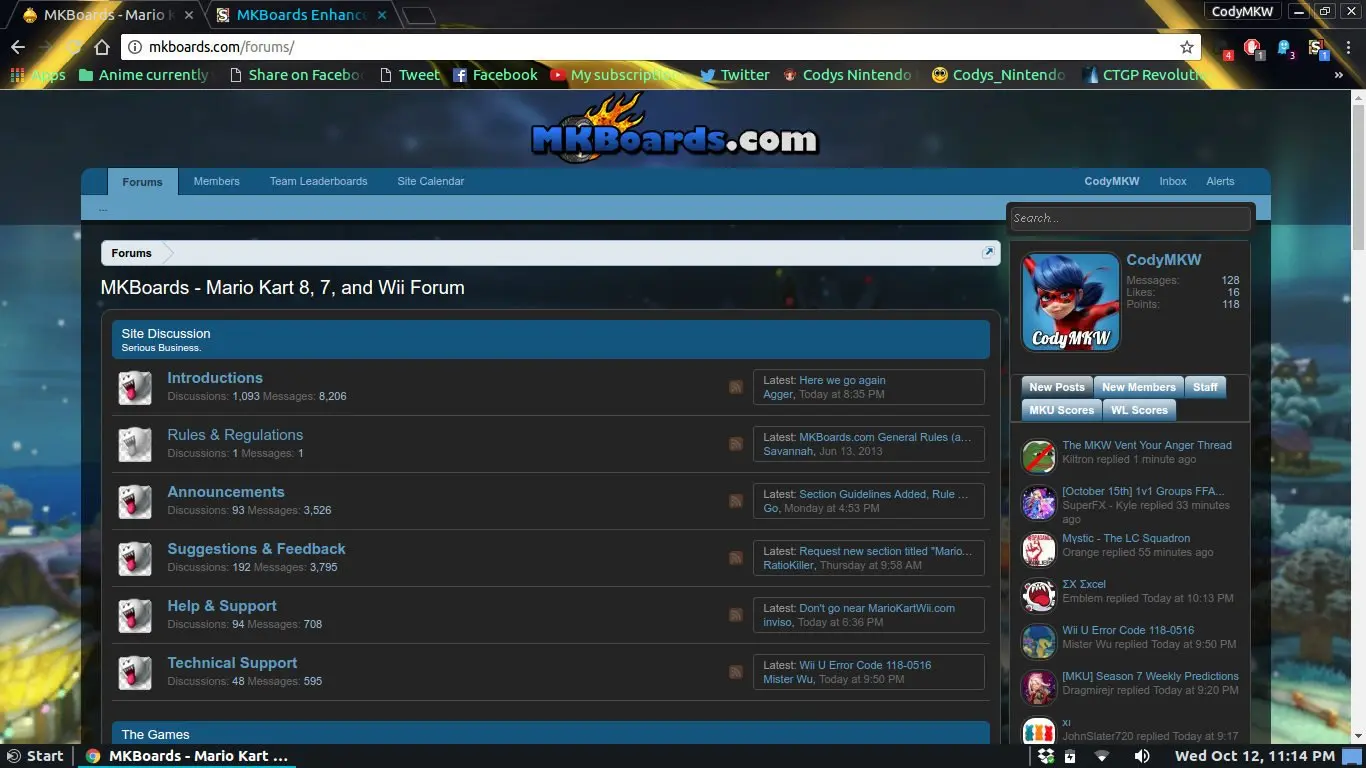 MKBoards - Mario K
MKBoards Enhance
CodyMKW
mkboards.com/forums/
4
1
3
1
Apps
Anime currently
Share on Facebo
Tweet
Facebook
My subscriptio
Twitter
Codys Nintendo
Codys_Nintendo
CTGP Revoluti
»
MKBoards.com
Forums
Members
Team Leaderboards
Site Calendar
CodyMKW
Inbox
Alerts
...
Search...
Forums
MKBoards - Mario Kart 8, 7, and Wii Forum
Site Discussion
Serious Business.
Introductions
Discussions: 1,093 Messages: 8,206
Latest: Here we go again
Agger, Today at 8:35 PM
Rules & Regulations
Discussions: 1 Messages: 1
Latest: MKBoards.com General Rules (a...
Savannah, Jun 13, 2013
Announcements
Discussions: 93 Messages: 3,526
Latest: Section Guidelines Added, Rule ...
Go, Monday at 4:53 PM
Suggestions & Feedback
Discussions: 192 Messages: 3,795
Latest: Request new section titled "Mario...
RatioKiller, Thursday at 9:58 AM
Help & Support
Discussions: 94 Messages: 708
Latest: Don't go near MarioKartWii.com
inviso, Today at 6:36 PM
Technical Support
Discussions: 48 Messages: 595
Latest: Wii U Error Code 118-0516
Mister Wu, Today at 9:50 PM
The Games
CodyMKW
CodyMKW
Messages: 128
Likes: 16
Points: 118
New Posts
New Members
Staff
MKU Scores
WL Scores
The MKW Vent Your Anger Thread
Kiitron replied 1 minute ago
[October 15th] 1v1 Groups FFA...
SuperFX - Kyle replied 33 minutes
ago
Mγstic - The LC Squadron
Orange replied 55 minutes ago
ΣX Σxcel
Emblem replied Today at 10:13 PM
Wii U Error Code 118-0516
Mister Wu replied Today at 9:50 PM
[MKU] Season 7 Weekly Predictions
Dragmirejr replied Today at 9:20 PM
xı
JohnSlater720 replied Today at 9:17
Start
MKBoards - Mario Kart ...
Wed Oct 12, 11:14 PM